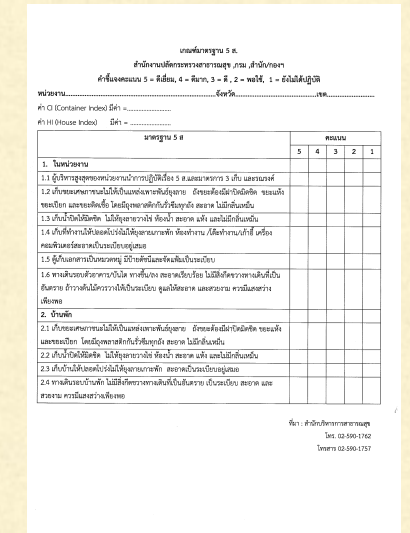 เกณฑ์มาตรฐาน 5 ส.
สำนักงานปลัดกระทรวงสาธารณสุข ,กรม ,สำนัก/กองฯ
คำชี้แจงคะแนน 5 = ดีเยี่ยม, 4 = ดีมาก, 3 = ดี , 2 = พอใช้, 1 = ยังไม่ได้ปฏิบัติ
หน่วยงาน............................................................จังหวัด................................เขต........................
ค่า CI (Container Index) มีค่า =.........................
ค่า HI (House Index) มีค่า =.........................
มาตรฐาน 5 ส คะแนน
5 4 3 2 1
1. ในหน่วยงาน
1.1 ผู้บริหารสูงสุดของหน่วยงานนำการปฏิบัติเรื่อง 5 ส.และมาตรการ 3 เก็บ และรณรงค์
1.2 เก็บขยะเศษภาชนะไม่ให้เป็นแหล่งเพาะพันธุ์ยุงลาย ถังขยะต้องมีฝาปิดมิดชิด ขยะแห้ง
ขยะเปียก และขยะติดเชื้อ โดยมีถุงพลาสติกกันรั่วซึมทุกถัง สะอาด ไม่มีกลิ่นเหม็น
1.3 เก็บน้ำปิดให้มิดชิด ไม่ให้ยุงลายวางไข่ ห้องน้ำ สะอาด แห้ง และไม่มีกลิ่นเหม็น
1.4 เก็บที่ทำงานให้ปลอดโปร่งไม่ให้ยุงลายเกาะพัก ห้องทำงาน /โต๊ะทำงาน/เก้าอี้ เครื่อง
คอมพิวเตอร์สะอาดเป็นระเบียบอยู่เสมอ
1.5 ตู้เก็บเอกสารเป็นหมวดหมู่ มีป้ายดัชนีและจัดแฟ้มเป็นระเบียบ
1.6 ทางเดินรอบตัวอาคาร/บันได ทางขึ้น/ลง สะอาดเรียบร้อย ไม่มีสิ่งกีดขวางทางเดินที่เป็น
อันตราย ถ้าวางต้นไม้ควรวางให้เป็นระเบียบ ดูแลให้สะอาด และสวยงาม ควรมีแสงสว่าง
เพียงพอ
2. บ้านพัก
2.1 เก็บขยะเศษภาชนะไม่ให้เป็นแหล่งเพาะพันธุ์ยุงลาย ถังขยะต้องมีฝาปิดมิดชิด ขยะแห้ง
และขยะเปียก โดยมีถุงพลาสติกกันรั่วซึมทุกถัง สะอาด ไม่มีกลิ่นเหม็น
2.2 เก็บน้ำปิดให้มิดชิด ไม่ให้ยุงลายวางไข่ ห้องน้ำ สะอาด แห้ง และไม่มีกลิ่นเหม็น
2.3 เก็บบ้านให้ปลอดโปร่งไม่ให้ยุงลายเกาะพัก สะอาดเป็นระเบียบอยู่เสมอ
2.4 ทางเดินรอบบ้านพัก ไม่มีสิ่งกีดขวางทางเดินที่เป็นอันตราย เป็นระเบียบ สะอาด และ
สวยงาม ควรมีแสงสว่างเพียงพอ
ที่มา : สำนักบริหารการสาธารณสุข
โทร. 02-590-1762
โทรสาร 02-590-1757